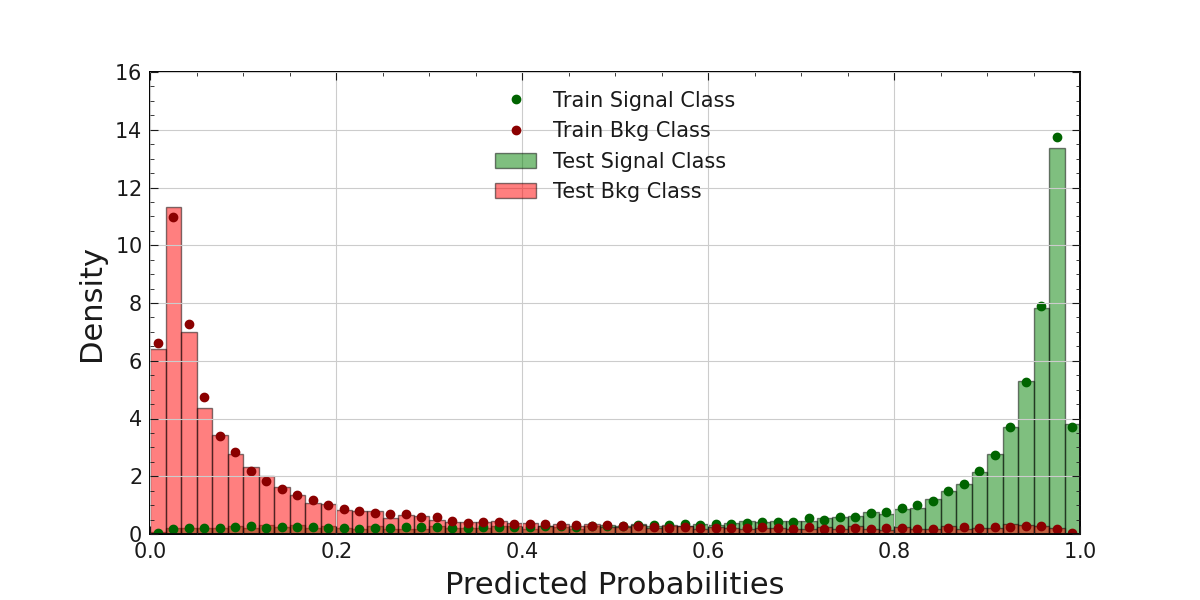 16
14
12
10
8
6
4
2
0
Density
Train Signal Class
Train Bkg Class
Test Signal Class
Test Bkg Class
0.0 0.2 0.4 0.6 0.8 1.0
Predicted Probabilities